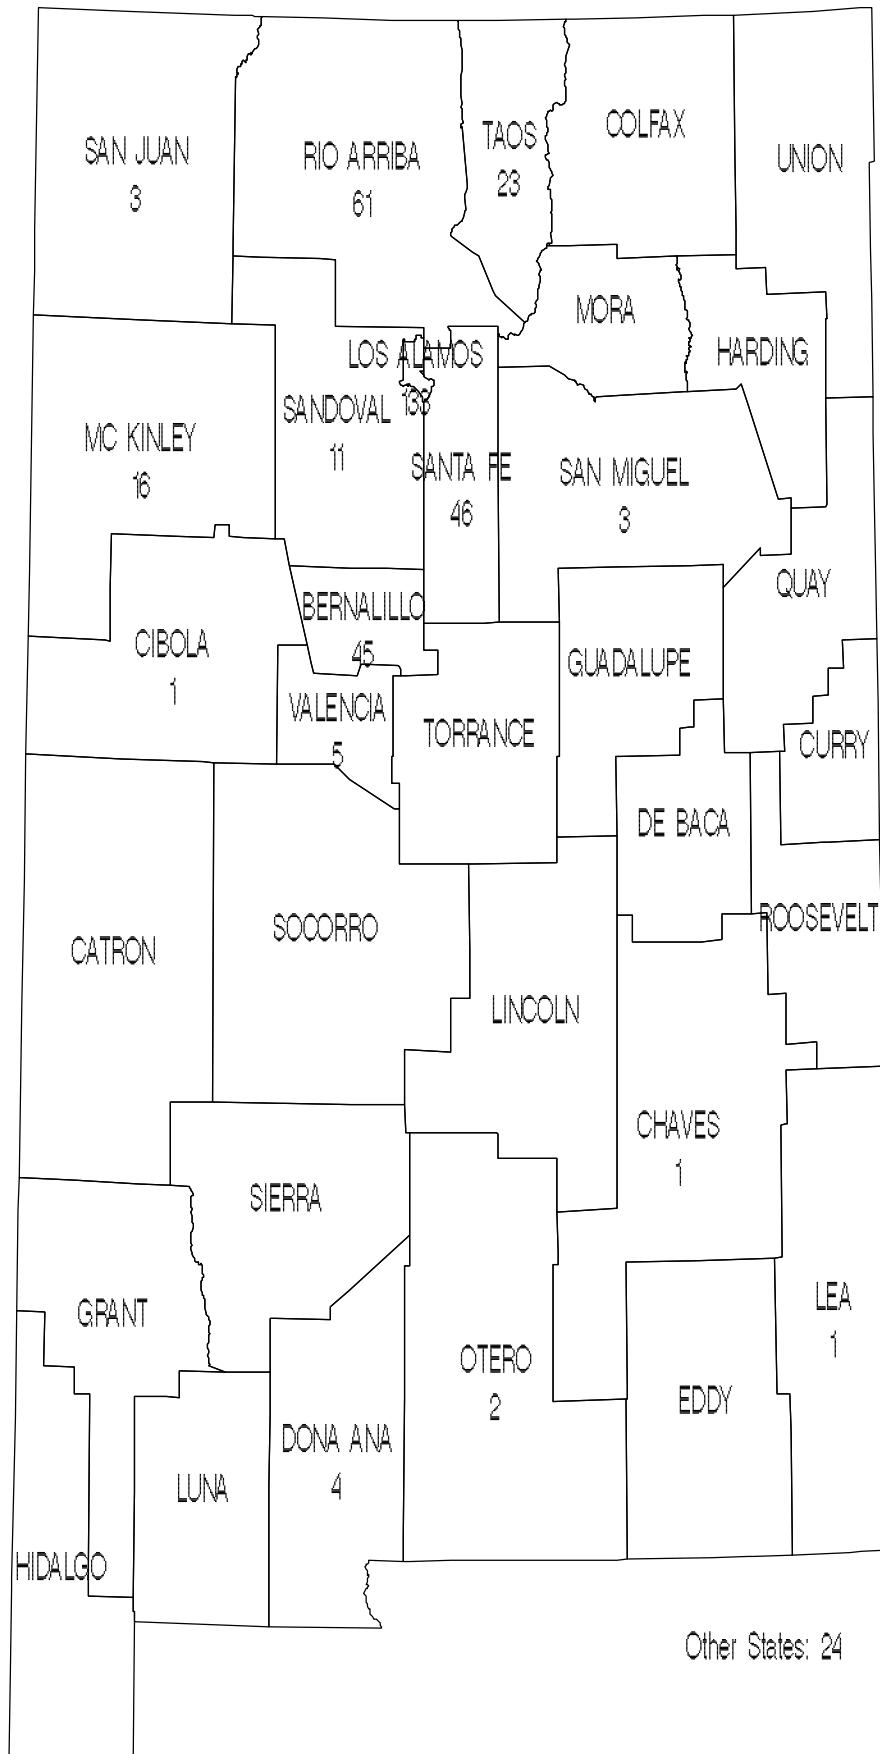 SAN JUAN
3
RIO ARRIBA
61
TAOS
23
COLFAX
UNION
MORA
HARDING
LOS ALAMOS
SANDOVAL
11
MC KINLEY
16
SANTA FE
46
SAN MIGUEL
3
QUAY
BERNALILLO
45
CIBOLA
1
GUADALUPE
VALENCIA
5
TORRANCE
CURRY
DE BACA
ROOSEVELT
SOCORRO
CATRON
LINCOLN
CHAVES
1
SIERRA
GRANT
LEA
1
OTERO
2
EDDY
DONA ANA
4
LUNA
HIDALGO
Other States: 24